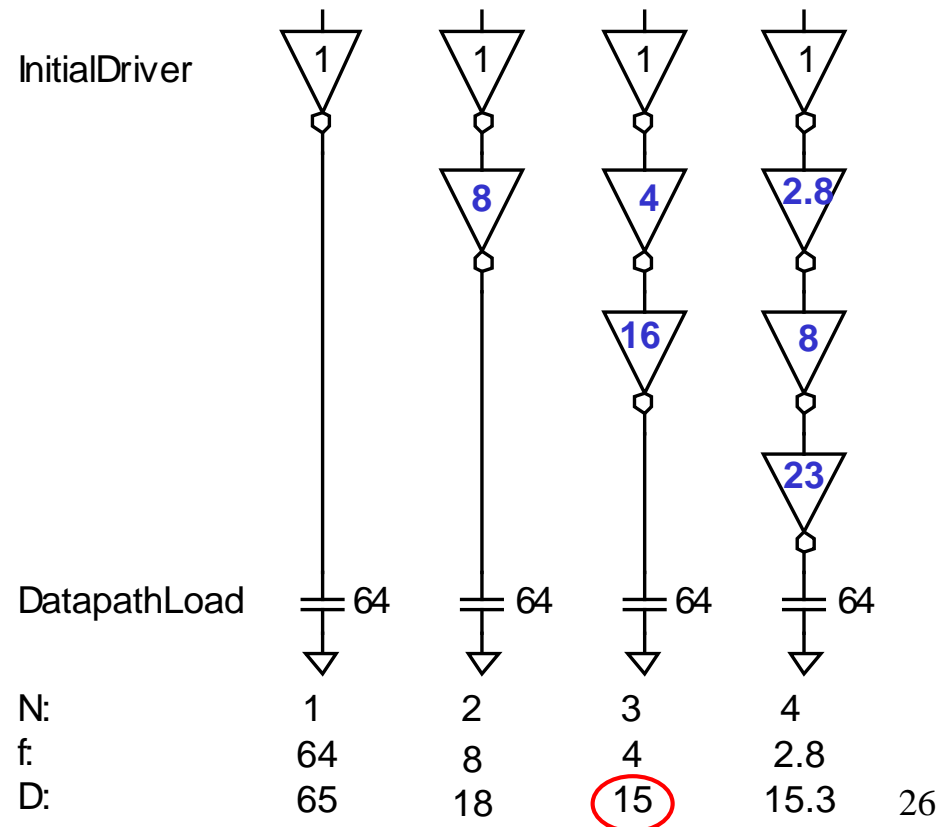 InitialDriver 1 1 1 1
8 4 2.8
16 8
23
DatapathLoad 64 64 64 64
N: 1 2 3 4
f: 64 8 4 2.8
D: 65 18 15 15.3 26